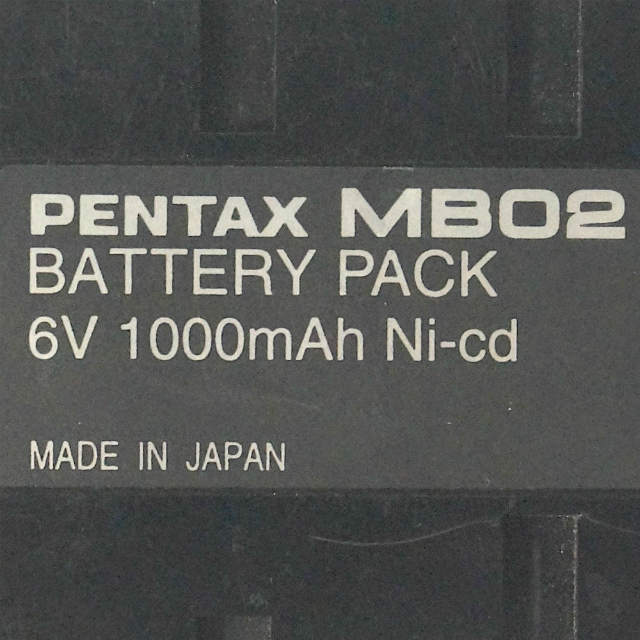 PENTAX MB02
BATTERY PACK
6V 1000mAh Ni-cd
MADE IN JAPAN